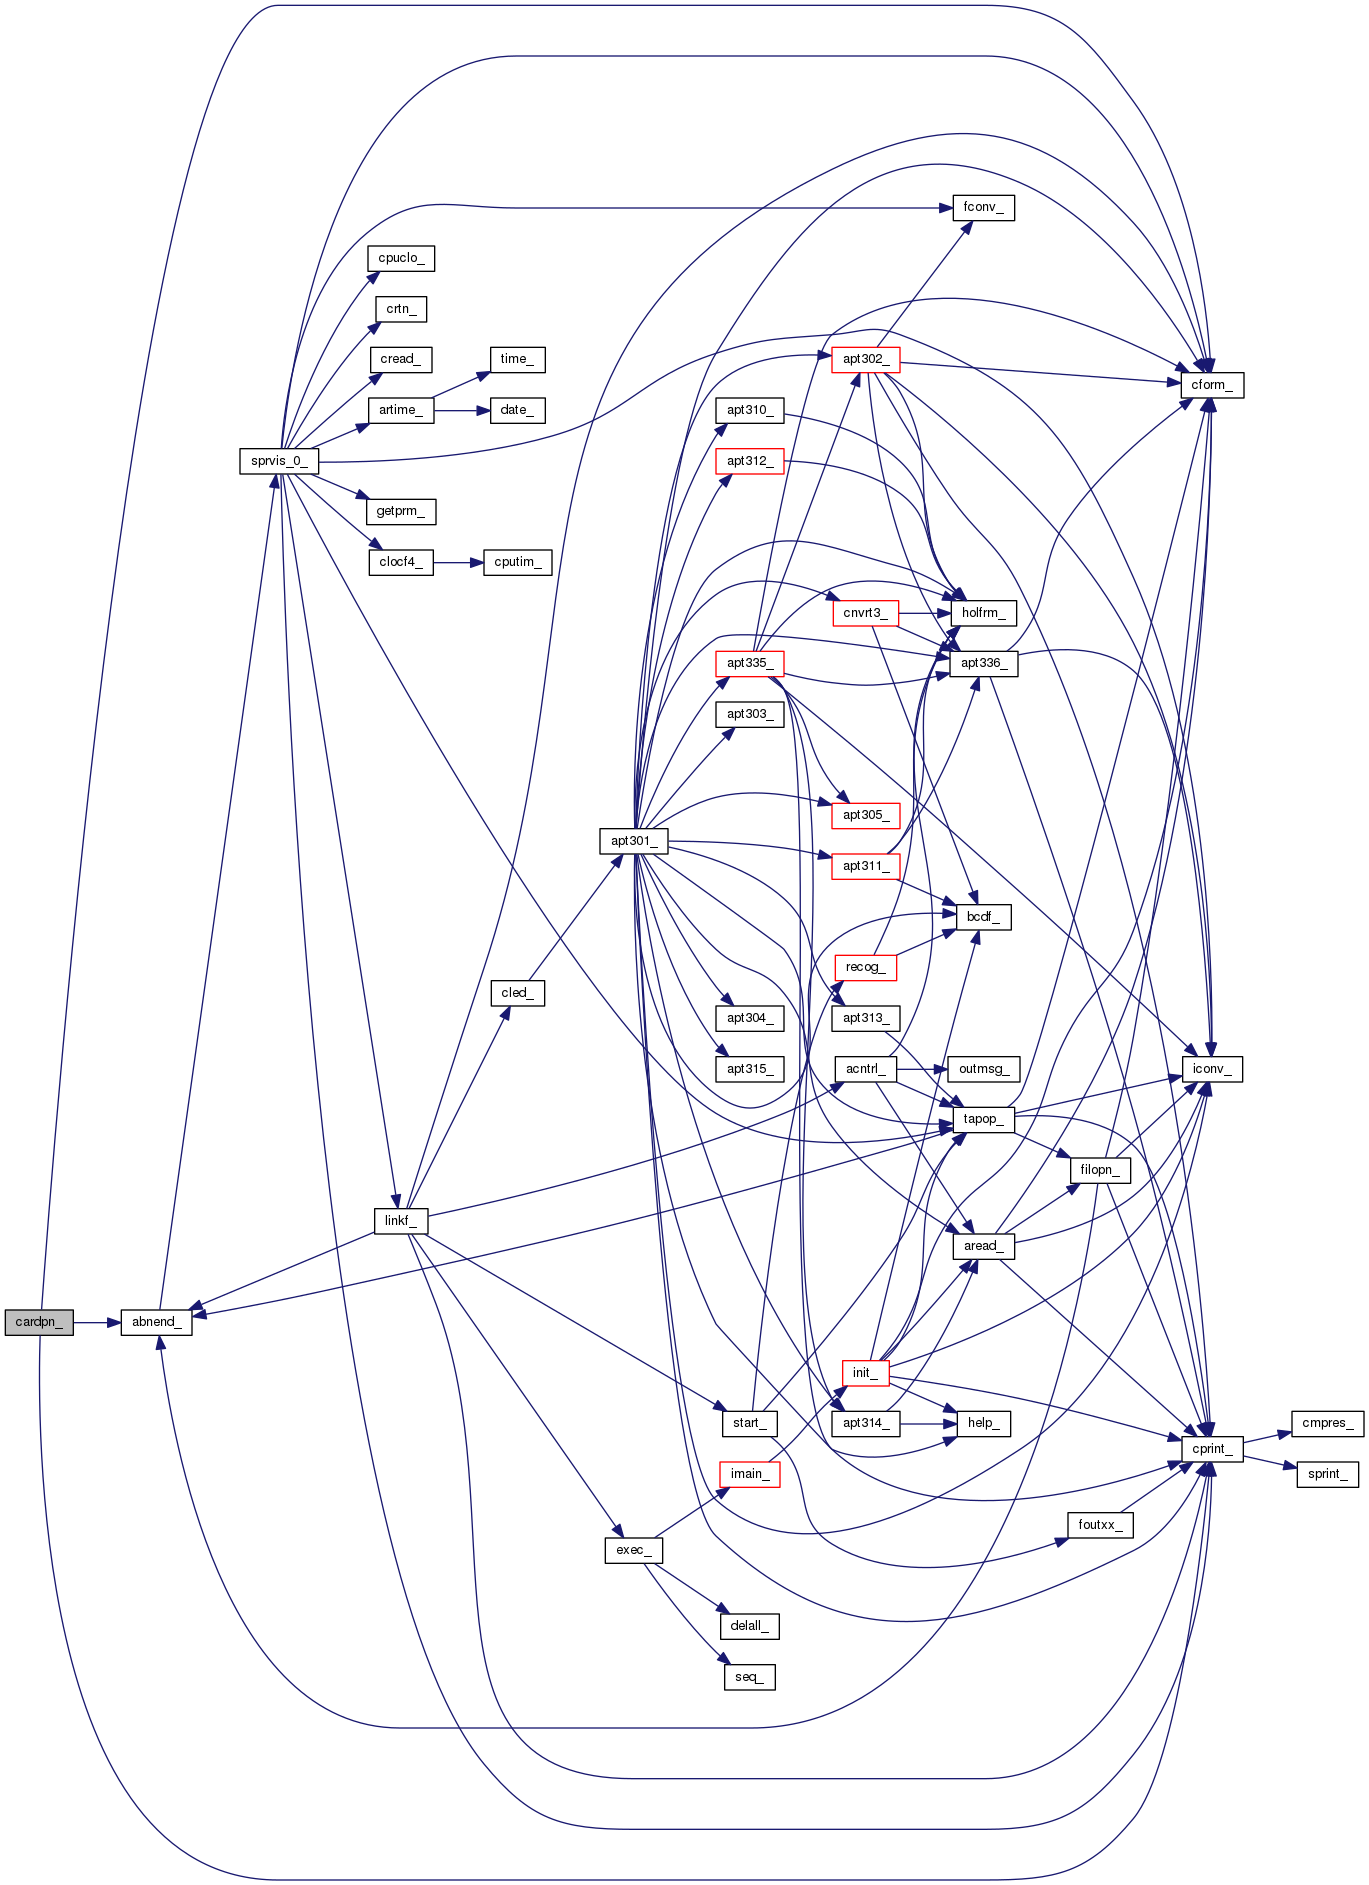 fconv_
cpuclo_
crtn_
cread_
time_
apt302_
cform_
artime_
date_
apt310_
sprvis_0_
apt312_
getprm_
clocf4_
cputim_
cnvrt3_
holfrm_
apt335_
apt336_
apt303_
apt305_
apt301_
apt311_
bcdf_
recog_
cled_
apt304_
apt313_
apt315_
acntrl_
outmsg_
iconv_
tapop_
filopn_
linkf_
aread_
cardpn_
abnend_
init_
start_
apt314_
help_
cmpres_
cprint_
imain_
sprint_
foutxx_
exec_
delall_
seq_